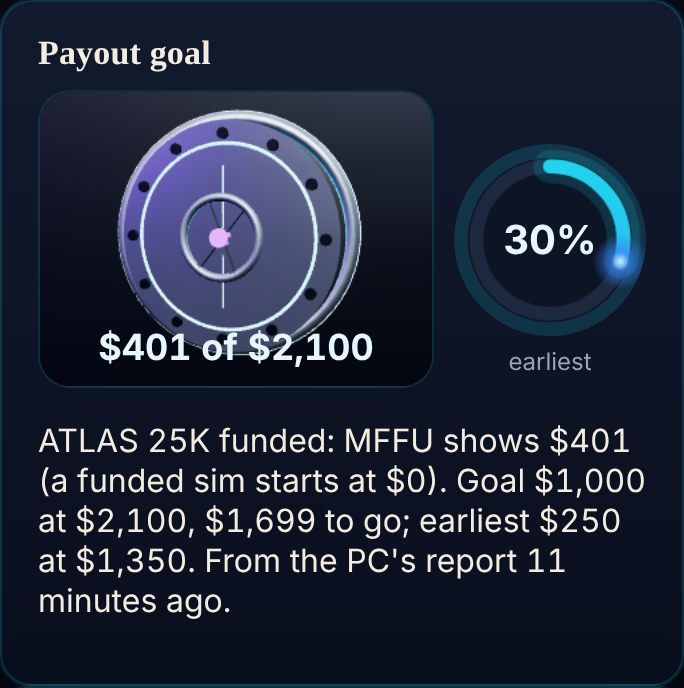 Payout goal
$401 of $2,100
30%
earliest
ATLAS 25K funded: MFFU shows $401
(a funded sim starts at $0). Goal $1,000
at $2,100, $1,699 to go; earliest $250
at $1,350. From the PC's report 11
minutes ago.